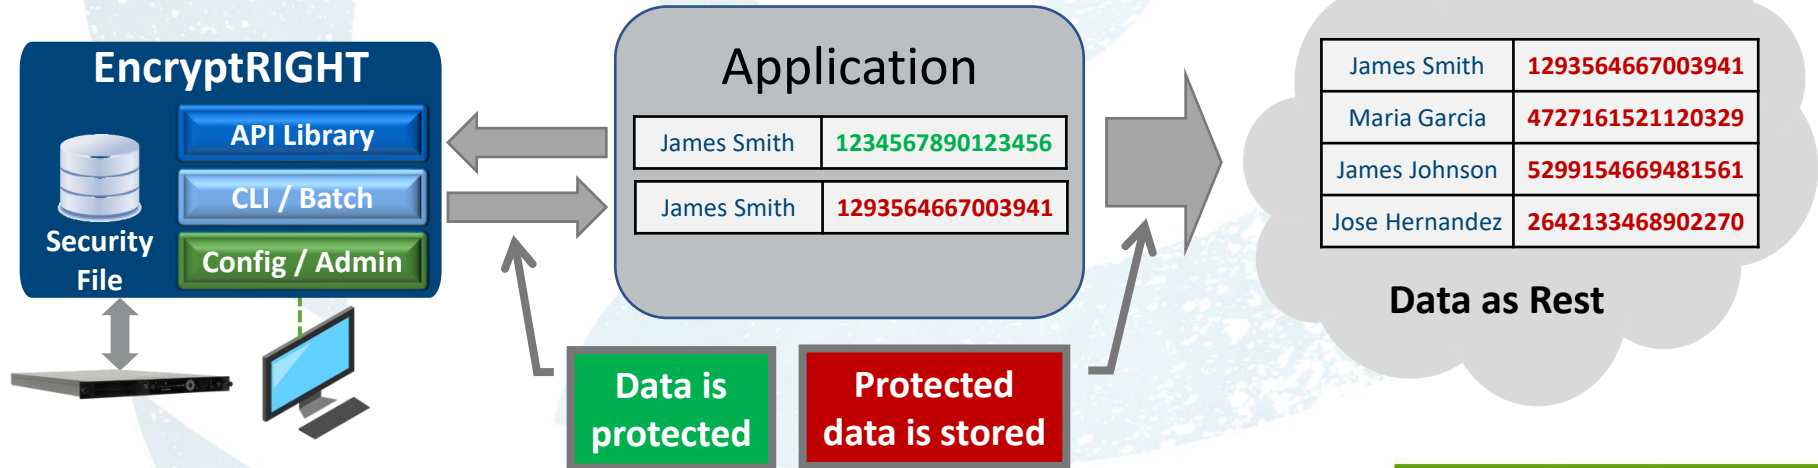 EncryptRIGHT
API Library
CLI / Batch
Config / Admin
Security
File
Application
James Smith 1234567890123456
James Smith 1293564667003941
Data is
protected
Protected
data is stored
James Smith 1293564667003941
Maria Garcia 4727161521120329
James Johnson 5299154669481561
Jose Hernandez 2642133468902270
Data as Rest